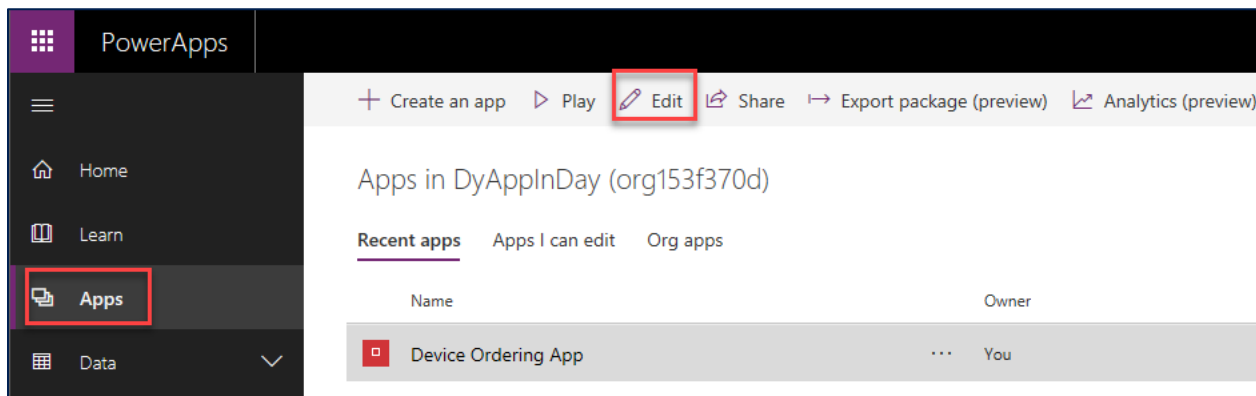 PowerApps
Create an app Play Edit Share Export package (preview) Analytics (preview)
Home
Apps in DyAppInDay (org153f370d)
Learn
Recent apps Apps I can edit Org apps
Apps
Name Owner
Data
Device Ordering App ... You